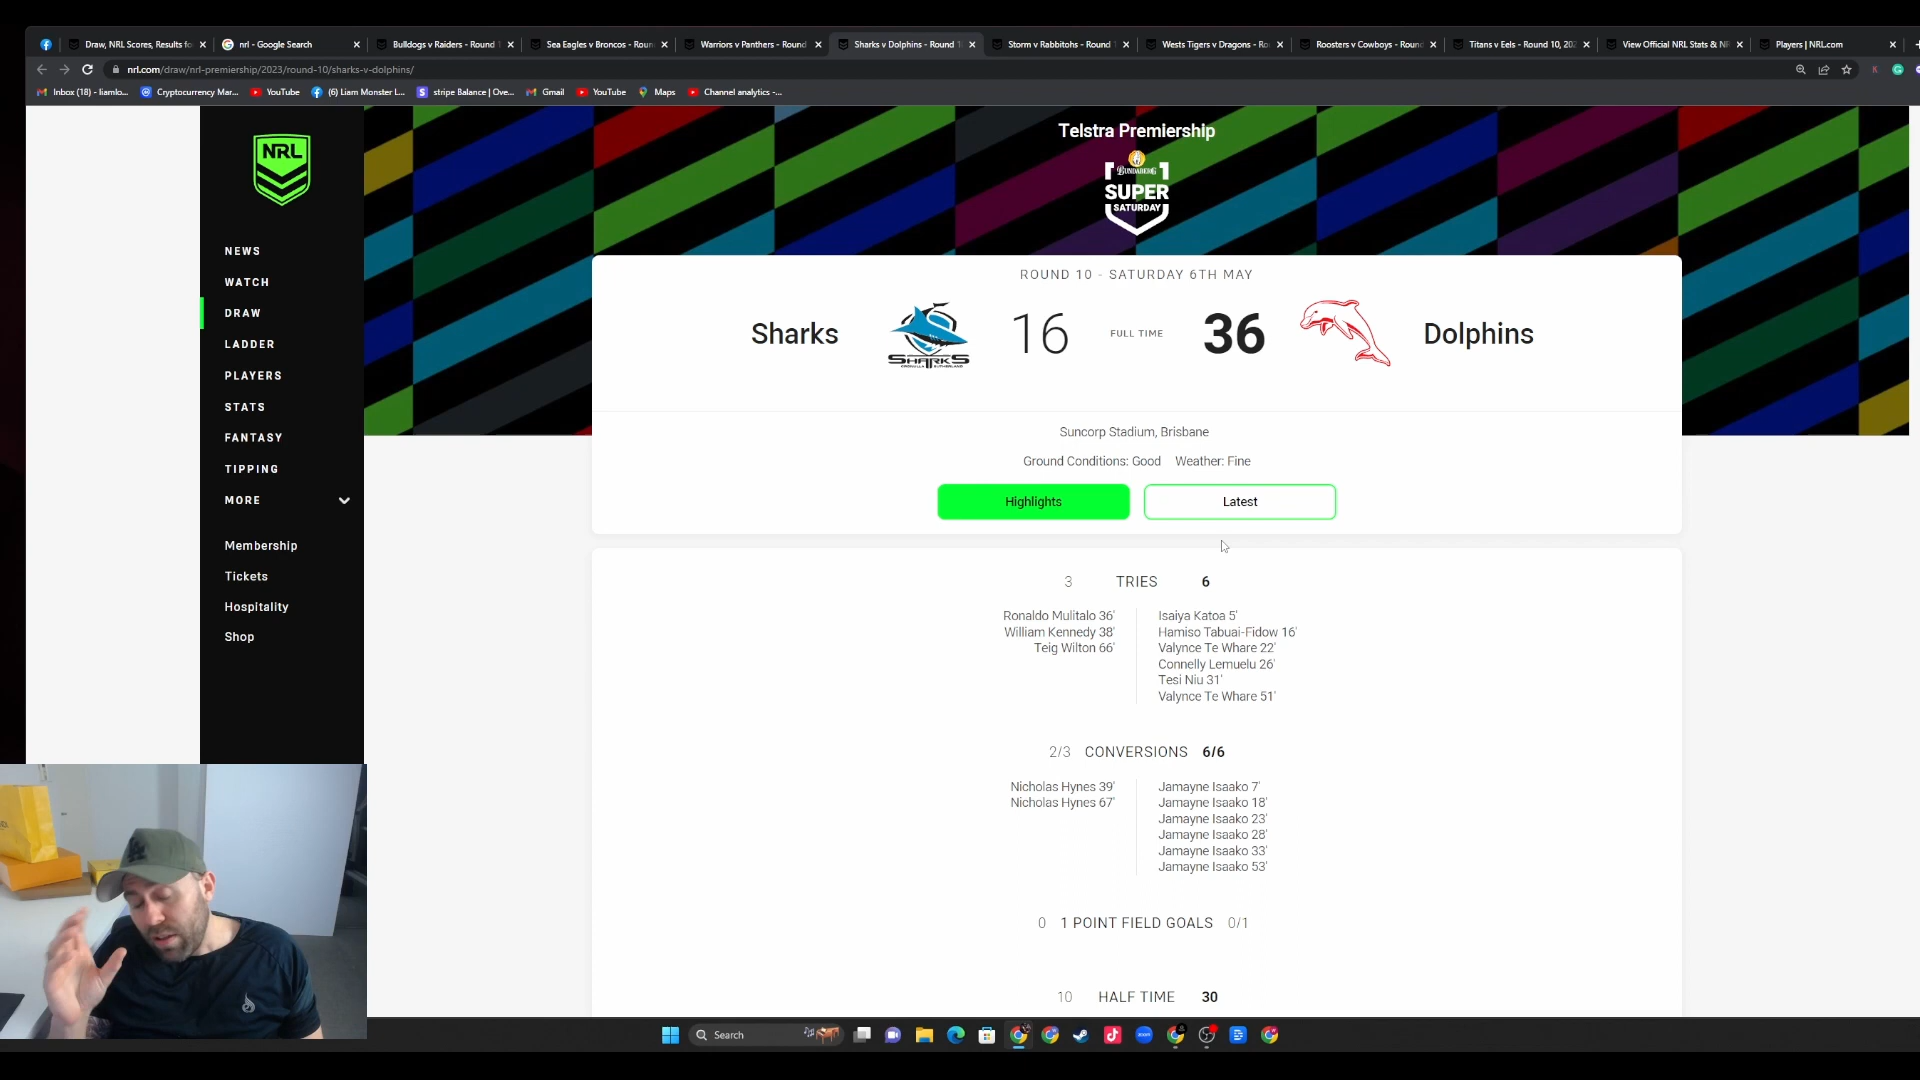 Draw, NRL Scores, Results fo
nrl - Google Search
Bulldogs v Raiders - Round 1
Sea Eagles v Broncos - Roun
Warriors v Panthers - Round
Sharks v Dolphins - Round 1
Storm v Rabbitohs - Round 1
Wests Tigers v Dragons - Ro
Roosters v Cowboys - Round
Titans v Eels - Round 10, 202
View Official NRL Stats & NR
Players | NRL.com
nrl.com/draw/nrl-premiership/2023/round-10/sharks-v-dolphins/
Inbox (18) - liamlo...
Cryptocurrency Mar...
YouTube
(6) Liam Monster L...
stripe Balance | Ove...
Gmail
YouTube
Maps
Channel analytics -...
NRL
NEWS
WATCH
DRAW
LADDER
PLAYERS
STATS
FANTASY
TIPPING
MORE
Membership
Tickets
Hospitality
Shop
Telstra Premiership
BUNDABERG
SUPER
SATURDAY
ROUND 10 - SATURDAY 6TH MAY
Sharks
SHARKS
16
FULL TIME
36
Dolphins
Suncorp Stadium, Brisbane
Ground Conditions: Good Weather: Fine
Highlights
Latest
3 TRIES 6
Ronaldo Mulitalo 36'
William Kennedy 38'
Teig Wilton 66'
Isaiya Katoa 5'
Hamiso Tabuai-Fidow 16'
Valynce Te Whare 22'
Connelly Lemuelu 26'
Tesi Niu 31'
Valynce Te Whare 51'
2/3 CONVERSIONS 6/6
Nicholas Hynes 39'
Nicholas Hynes 67'
Jamayne Isaako 7'
Jamayne Isaako 18'
Jamayne Isaako 23'
Jamayne Isaako 28'
Jamayne Isaako 33'
Jamayne Isaako 53'
0 1 POINT FIELD GOALS 0/1
10 HALF TIME 30
Search